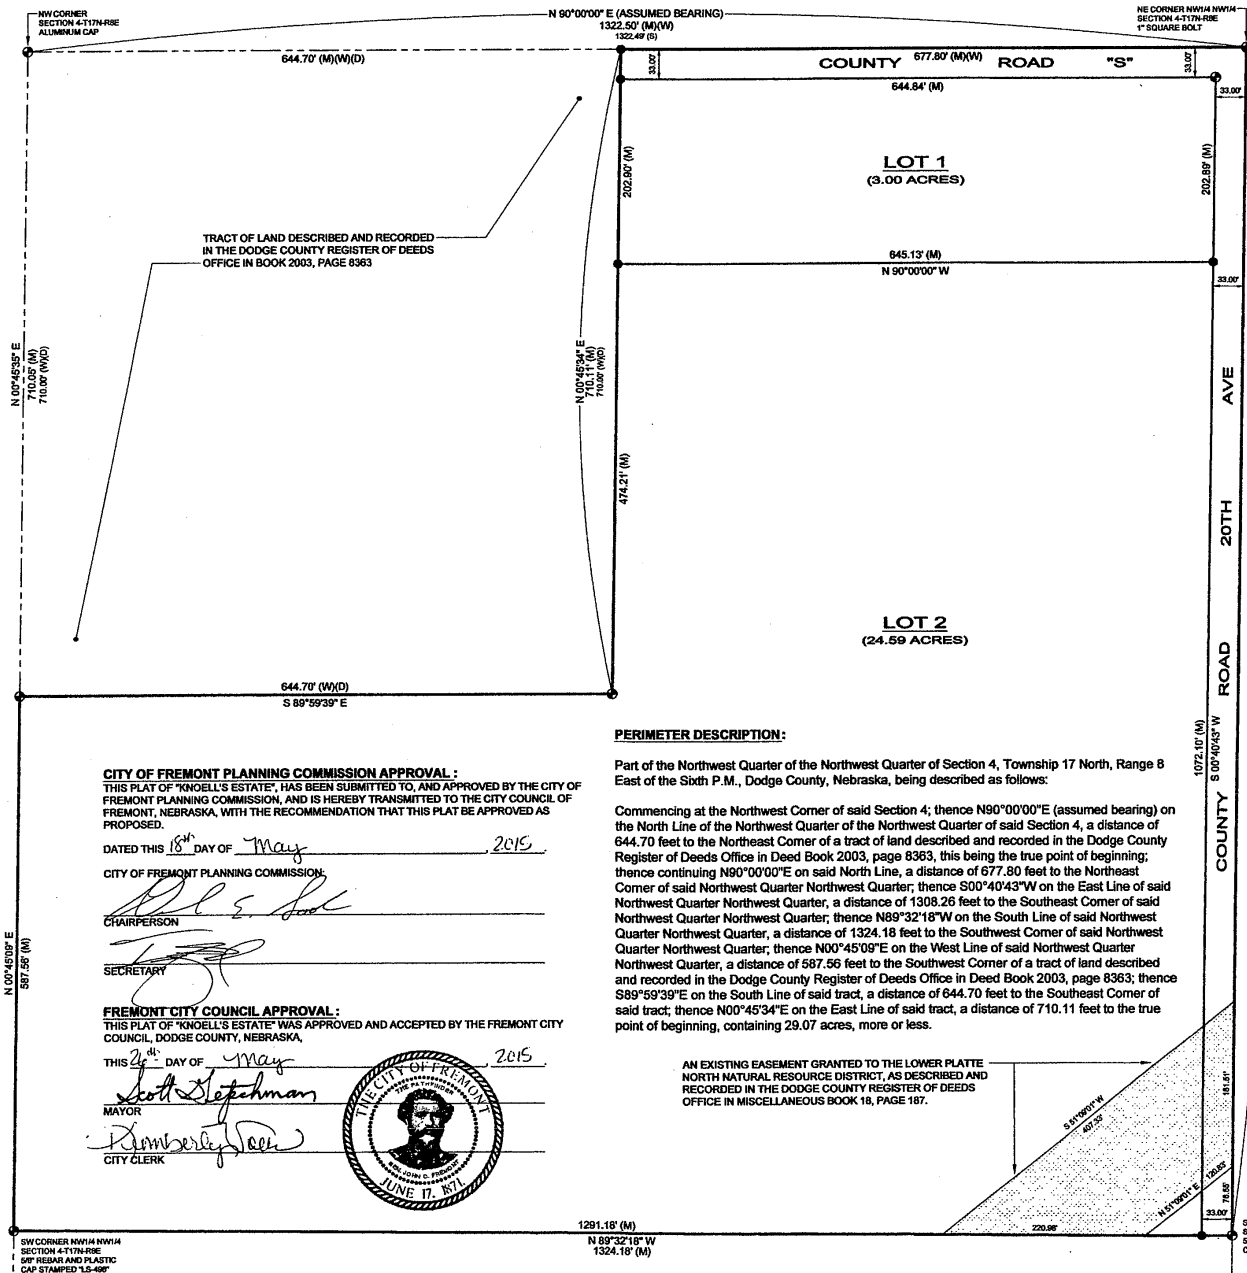 NW CORNER
SECTION 4-T17N-R8E
ALUMINUM CAP
N 90°00'00" E (ASSUMED BEARING)
1322.50' (M)(W)
1322.49' (S)
NE CORNER NW1/4 NW1/4
SECTION 4-T17N-R8E
1" SQUARE BOLT
644.70' (M)(W)(D)
33.00'
COUNTY ROAD "S"
677.80' (M)(W)
33.00'
644.84' (M)
33.00'
LOT 1
(3.00 ACRES)
202.90' (M)
202.89' (M)
TRACT OF LAND DESCRIBED AND RECORDED
IN THE DODGE COUNTY REGISTER OF DEEDS
OFFICE IN BOOK 2003, PAGE 8363
645.13' (M)
N 90°00'00" W
33.00'
N 00°45'35" E
710.05' (M)
710.00' (W)(D)
N 00°45'34" E
710.11' (M)
710.00' (W)(D)
474.21' (M)
COUNTY ROAD 20TH AVE
LOT 2
(24.59 ACRES)
644.70' (W)(D)
S 89°59'39" E
1072.10' (M)
S 00°40'43" W
PERIMETER DESCRIPTION:
Part of the Northwest Quarter of the Northwest Quarter of Section 4, Township 17 North, Range 8
East of the Sixth P.M., Dodge County, Nebraska, being described as follows:
Commencing at the Northwest Corner of said Section 4; thence N90°00'00"E (assumed bearing) on
the North Line of the Northwest Quarter of the Northwest Quarter of said Section 4, a distance of
644.70 feet to the Northeast Corner of a tract of land described and recorded in the Dodge County
Register of Deeds Office in Deed Book 2003, page 8363, this being the true point of beginning;
thence continuing N90°00'00"E on said North Line, a distance of 677.80 feet to the Northeast
Corner of said Northwest Quarter Northwest Quarter; thence S00°40'43"W on the East Line of said
Northwest Quarter Northwest Quarter, a distance of 1308.26 feet to the Southeast Corner of said
Northwest Quarter Northwest Quarter; thence N89°32'18"W on the South Line of said Northwest
Quarter Northwest Quarter, a distance of 1324.18 feet to the Southwest Corner of said Northwest
Quarter Northwest Quarter; thence N00°45'09"E on the West Line of said Northwest Quarter
Northwest Quarter, a distance of 587.56 feet to the Southwest Corner of a tract of land described
and recorded in the Dodge County Register of Deeds Office in Deed Book 2003, page 8363; thence
S89°59'39"E on the South Line of said tract, a distance of 644.70 feet to the Southeast Corner of
said tract; thence N00°45'34"E on the East Line of said tract, a distance of 710.11 feet to the true
point of beginning, containing 29.07 acres, more or less.
CITY OF FREMONT PLANNING COMMISSION APPROVAL :
THIS PLAT OF "KNOELL'S ESTATE", HAS BEEN SUBMITTED TO, AND APPROVED BY THE CITY OF
FREMONT PLANNING COMMISSION, AND IS HEREBY TRANSMITTED TO THE CITY COUNCIL OF
FREMONT, NEBRASKA, WITH THE RECOMMENDATION THAT THIS PLAT BE APPROVED AS
PROPOSED.
DATED THIS 18th DAY OF May , 2015.
CITY OF FREMONT PLANNING COMMISSION:
CHAIRPERSON
SECRETARY
N 00°45'09" E
587.56' (M)
FREMONT CITY COUNCIL APPROVAL :
THIS PLAT OF "KNOELL'S ESTATE" WAS APPROVED AND ACCEPTED BY THE FREMONT CITY
COUNCIL, DODGE COUNTY, NEBRASKA,
THIS 26th DAY OF May , 2015
Scott
MAYOR
Kimberly
CITY CLERK
THE CITY OF FREMONT
THE PATHFINDER
GEN. JOHN C. FREMONT
JUNE 17, 1871.
AN EXISTING EASEMENT GRANTED TO THE LOWER PLATTE
NORTH NATURAL RESOURCE DISTRICT, AS DESCRIBED AND
RECORDED IN THE DODGE COUNTY REGISTER OF DEEDS
OFFICE IN MISCELLANEOUS BOOK 18, PAGE 187.
S 51°09'01" W
407.33'
181.51'
N 51°09'01" E
120.83'
78.55'
33.00'
220.98'
1291.18' (M)
N 89°32'18" W
1324.18' (M)
SW CORNER NW1/4 NW1/4
SECTION 4-T17N-R8E
5/8" REBAR AND PLASTIC
CAP STAMPED "LS-498"